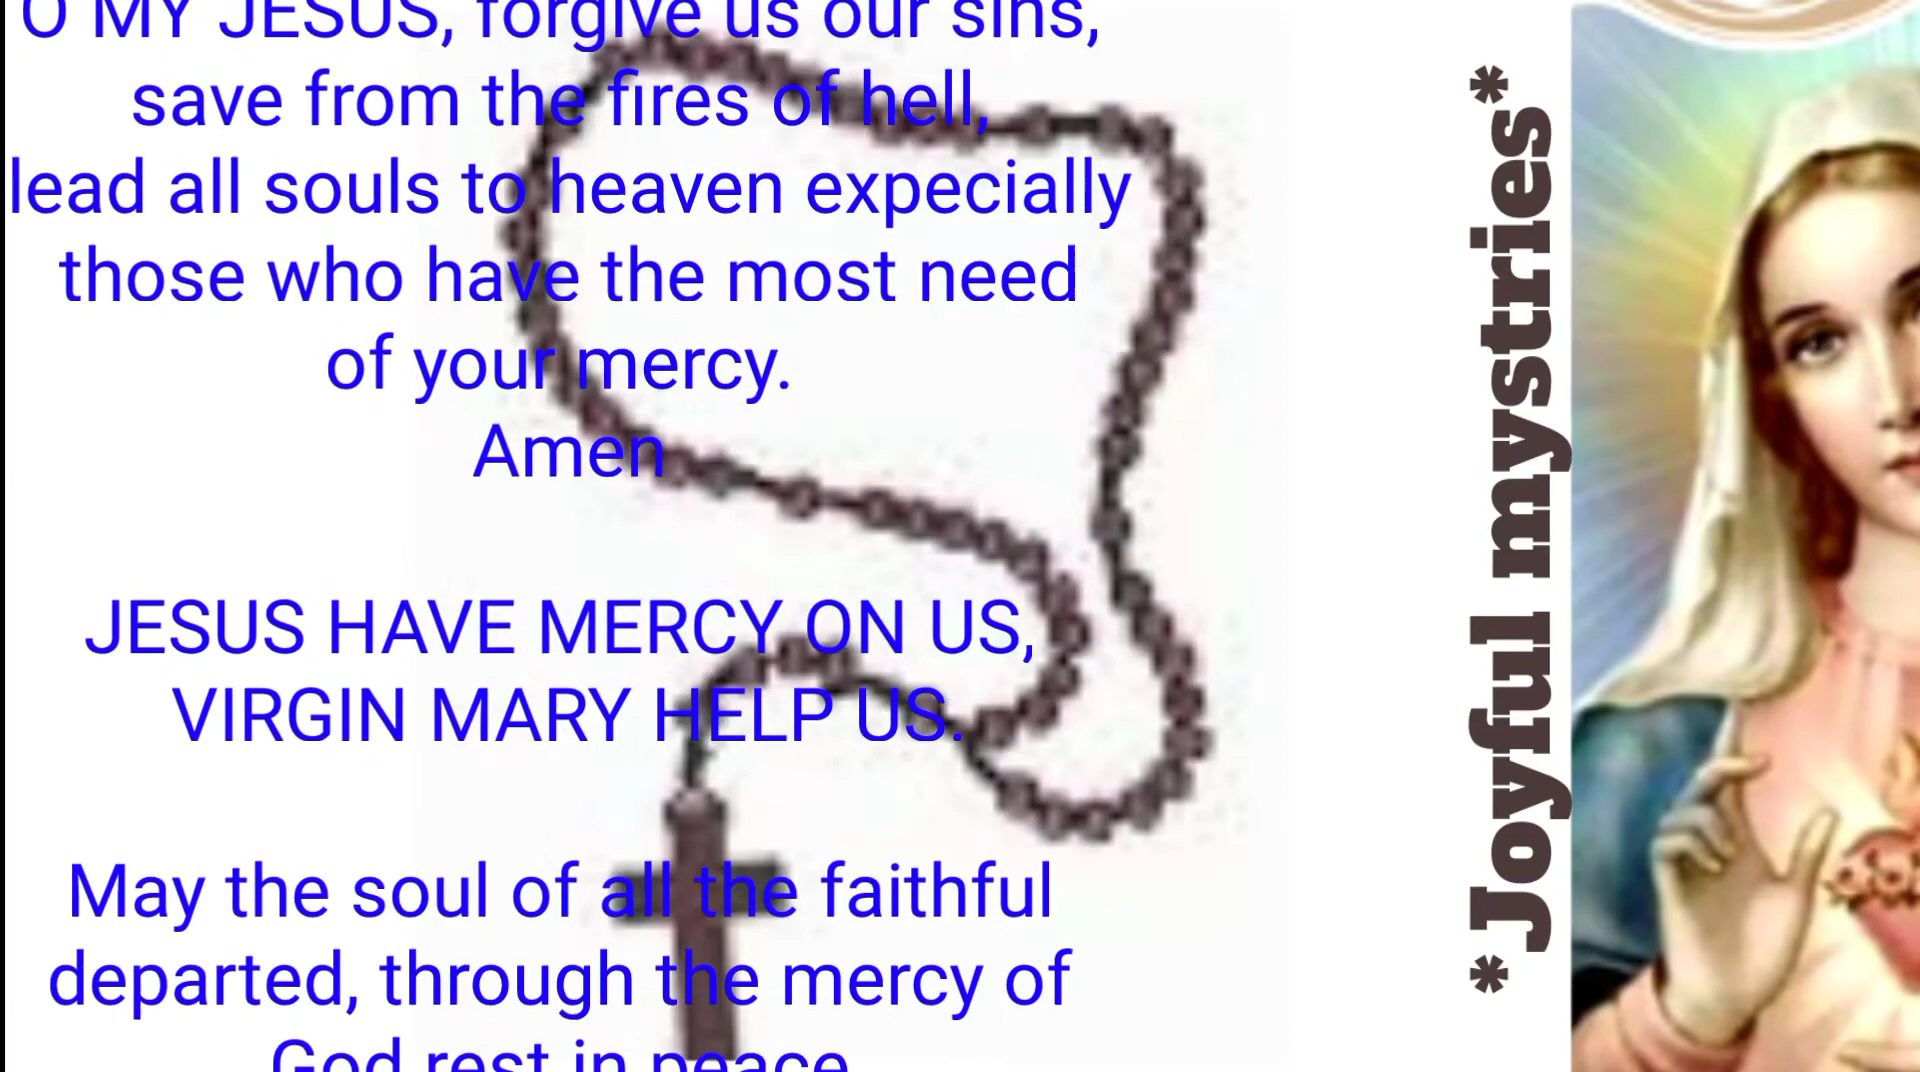 O MY JESUS, forgive us our sins,
save from the fires of hell,
lead all souls to heaven expecially
those who have the most need
of your mercy.
Amen
JESUS HAVE MERCY ON US,
VIRGIN MARY HELP US.
May the soul of all the faithful
departed, through the mercy of
God rest in peace
*Joyful mystries*